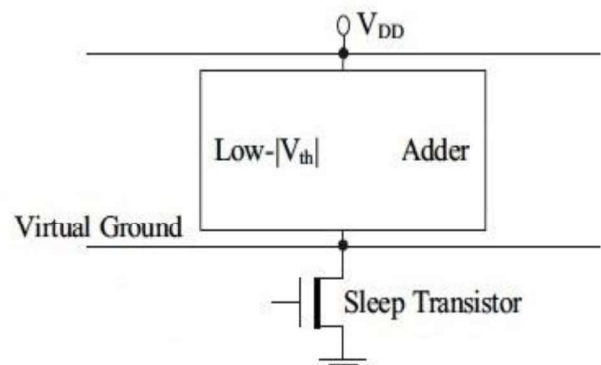 V_DD
Low-|V_th| Adder
Virtual Ground
Sleep Transistor